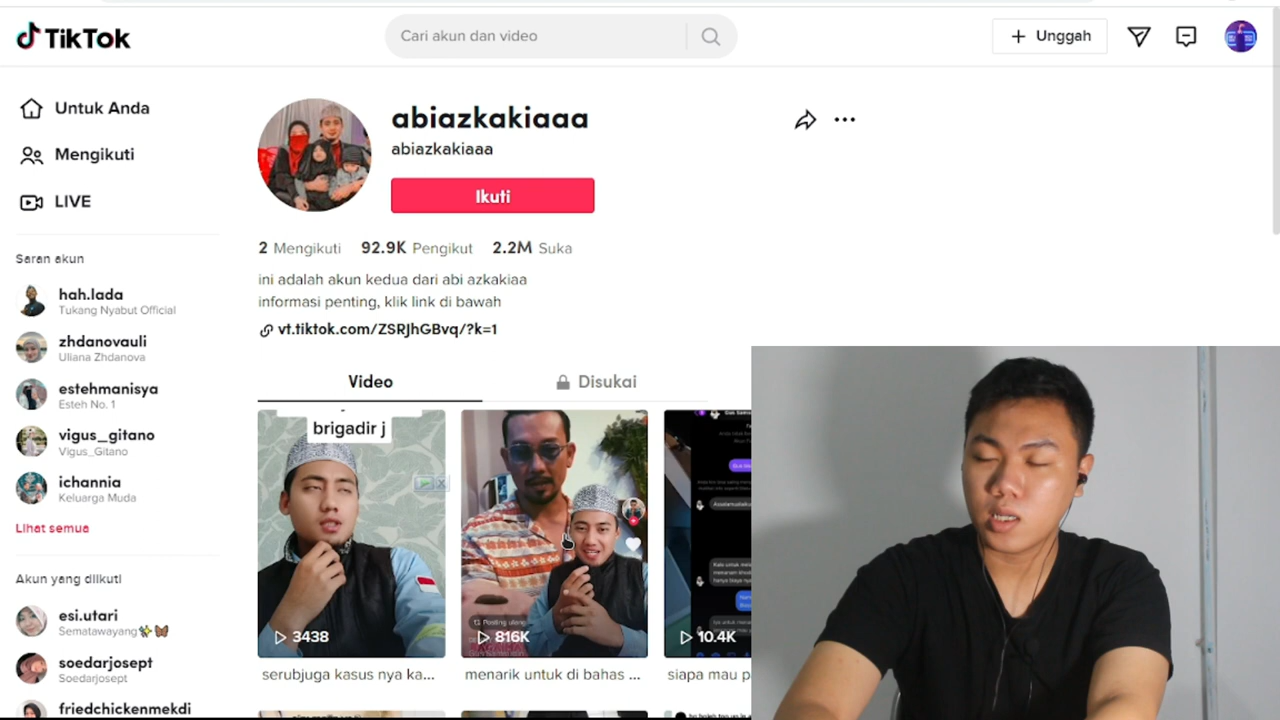 TikTok
Cari akun dan video
+ Unggah
Untuk Anda
Mengikuti
LIVE
Saran akun
hah.lada
Tukang Nyabut Official
zhdanovauli
Uliana Zhdanova
estehmanisya
Esteh No. 1
vigus_gitano
Vigus_Gitano
ichannia
Keluarga Muda
Lihat semua
Akun yang diikuti
esi.utari
Sematawayang✨🦋
soedarjosept
Soedarjosept
friedchickenmekdi
abiazkakiaaa
abiazkakiaaa
Ikuti
2 Mengikuti 92.9K Pengikut 2.2M Suka
ini adalah akun kedua dari abi azkakiaa
informasi penting, klik link di bawah
vt.tiktok.com/ZSRJhGBvq/?k=1
Video
Disukai
brigadir j
3438
serubjuga kasus nya ka...
Posting ulang
816K
menarik untuk di bahas ...
10.4K
siapa mau p